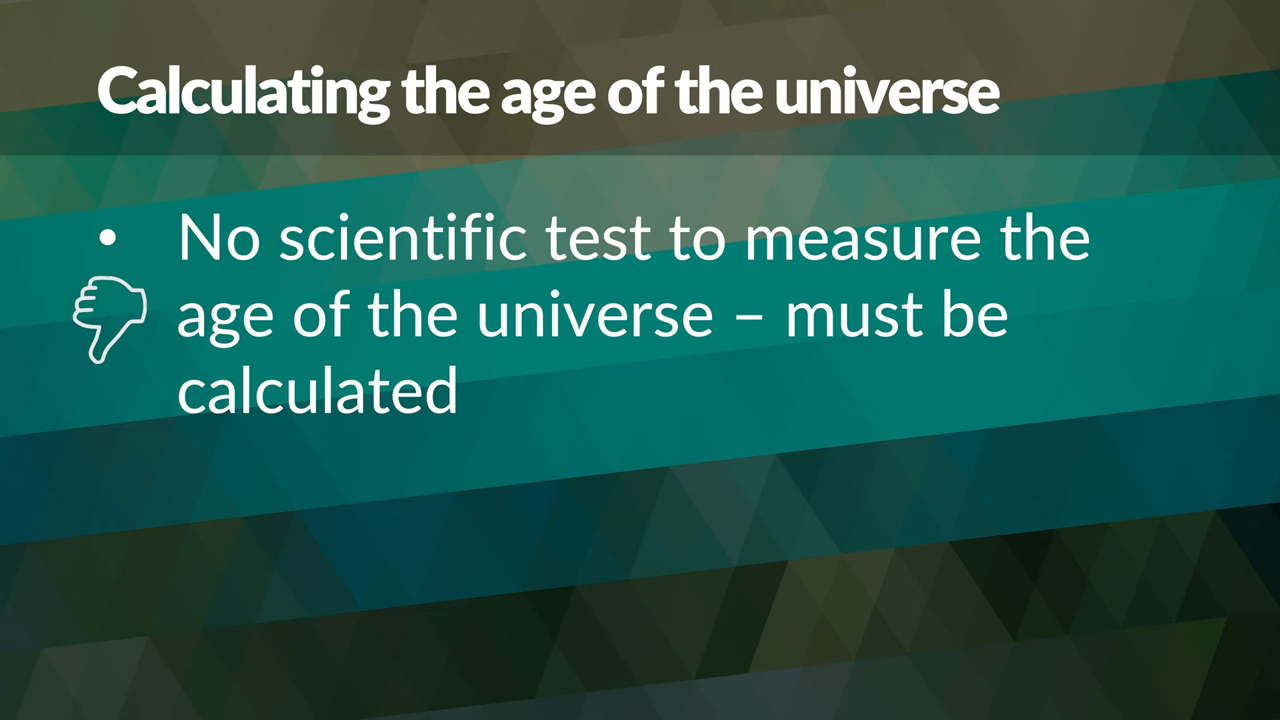 Calculating the age of the universe
• No scientific test to measure the
age of the universe – must be
calculated